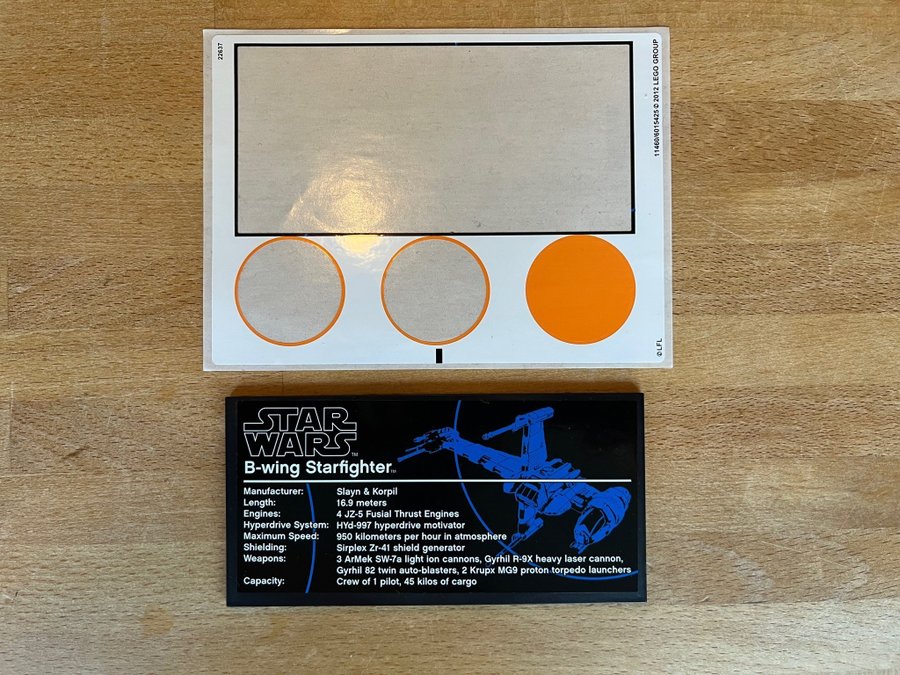 22637
11460/6015425 © 2012 LEGO GROUP
© LFL
STAR
WARS™
B-wing Starfighter™
Manufacturer: Slayn & Korpil
Length: 16.9 meters
Engines: 4 JZ-5 Fusial Thrust Engines
Hyperdrive System: HYd-997 hyperdrive motivator
Maximum Speed: 950 kilometers per hour in atmosphere
Shielding: Sirplex Zr-41 shield generator
Weapons: 3 ArMek SW-7a light ion cannons, Gyrhil R-9X heavy laser cannon,
Gyrhil 82 twin auto-blasters, 2 Krupx MG9 proton torpedo launchers
Capacity: Crew of 1 pilot, 45 kilos of cargo